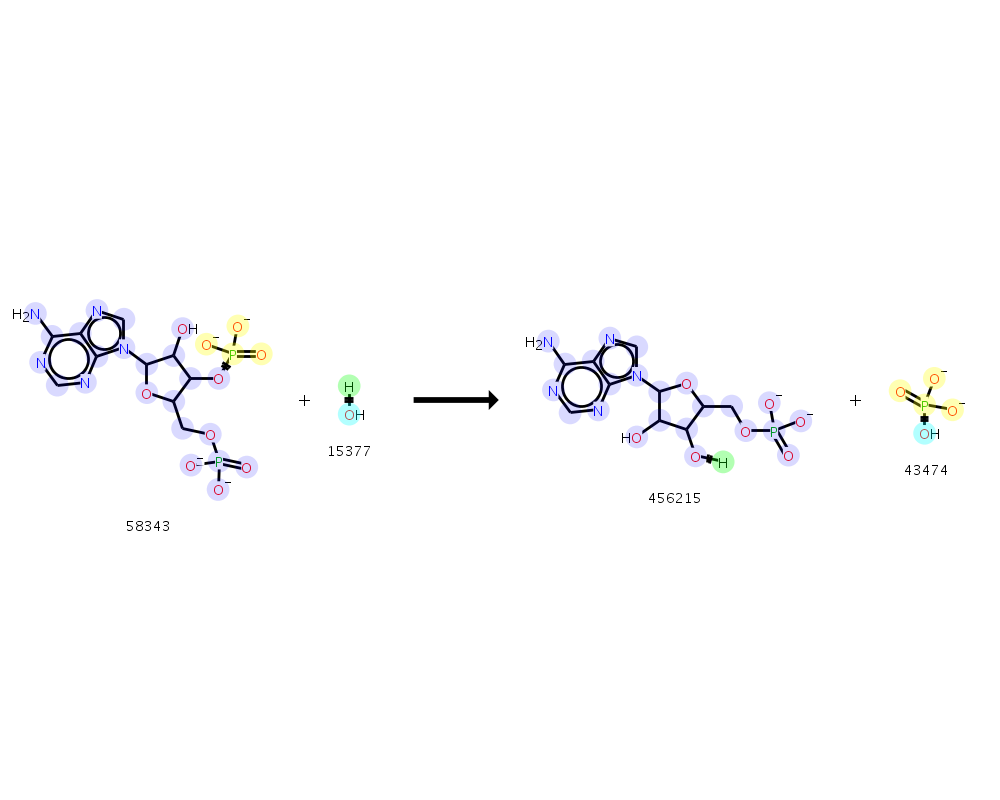 H2N N N N N OH O O O− O− P O O P O− O O−
58343
+
H OH
15377
H2N N N N N O HO O H O P O− O− O
456215
+
O O− P O− OH
43474